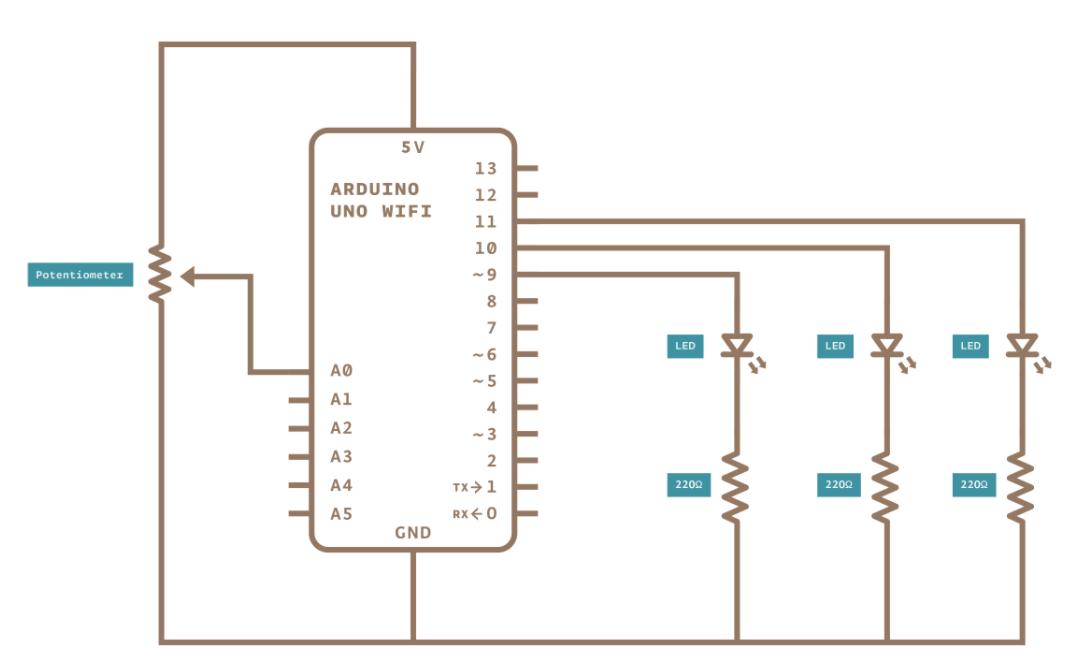 5V
ARDUINO
UNO WIFI
13
12
11
10
~9
8
7
~6
~5
4
~3
2
TX→1
RX←0
A0
A1
A2
A3
A4
A5
GND
Potentiometer
LED
LED
LED
220Ω
220Ω
220Ω